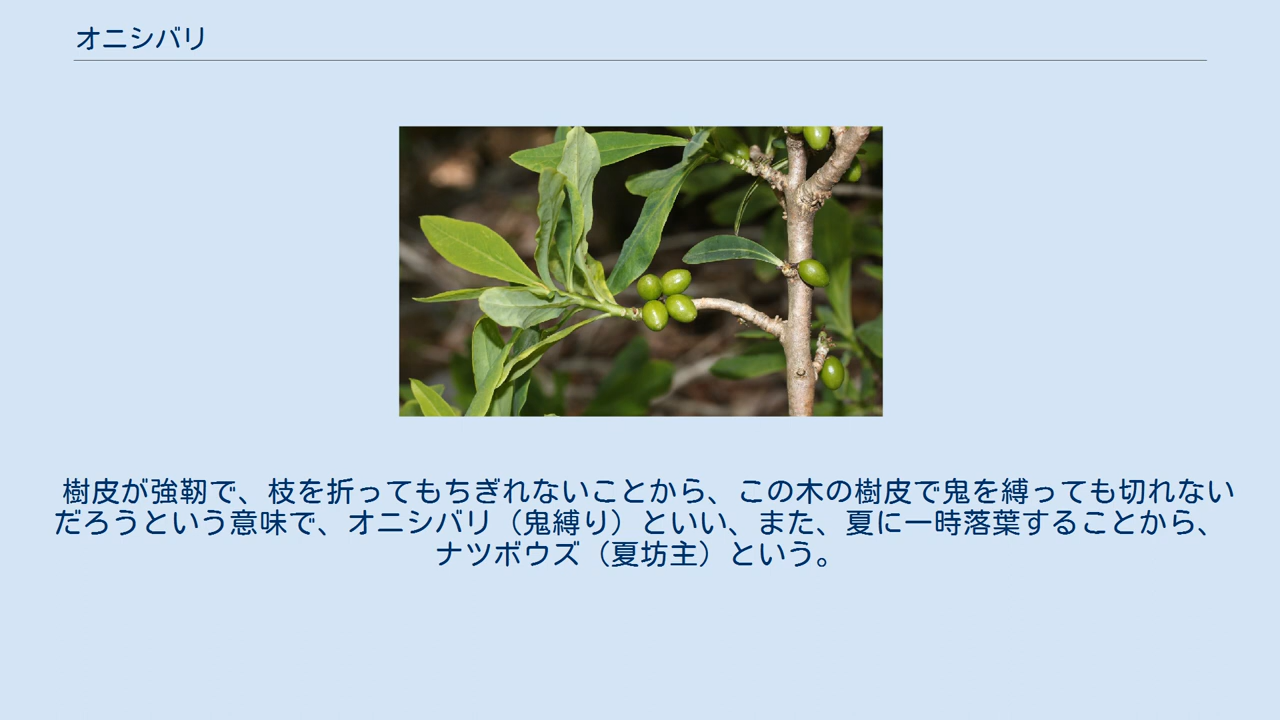 オニシバリ
樹皮が強靭で、枝を折ってもちぎれないことから、この木の樹皮で鬼を縛っても切れない
だろうという意味で、オニシバリ（鬼縛り）といい、また、夏に一時落葉することから、
ナツボウズ（夏坊主）という。